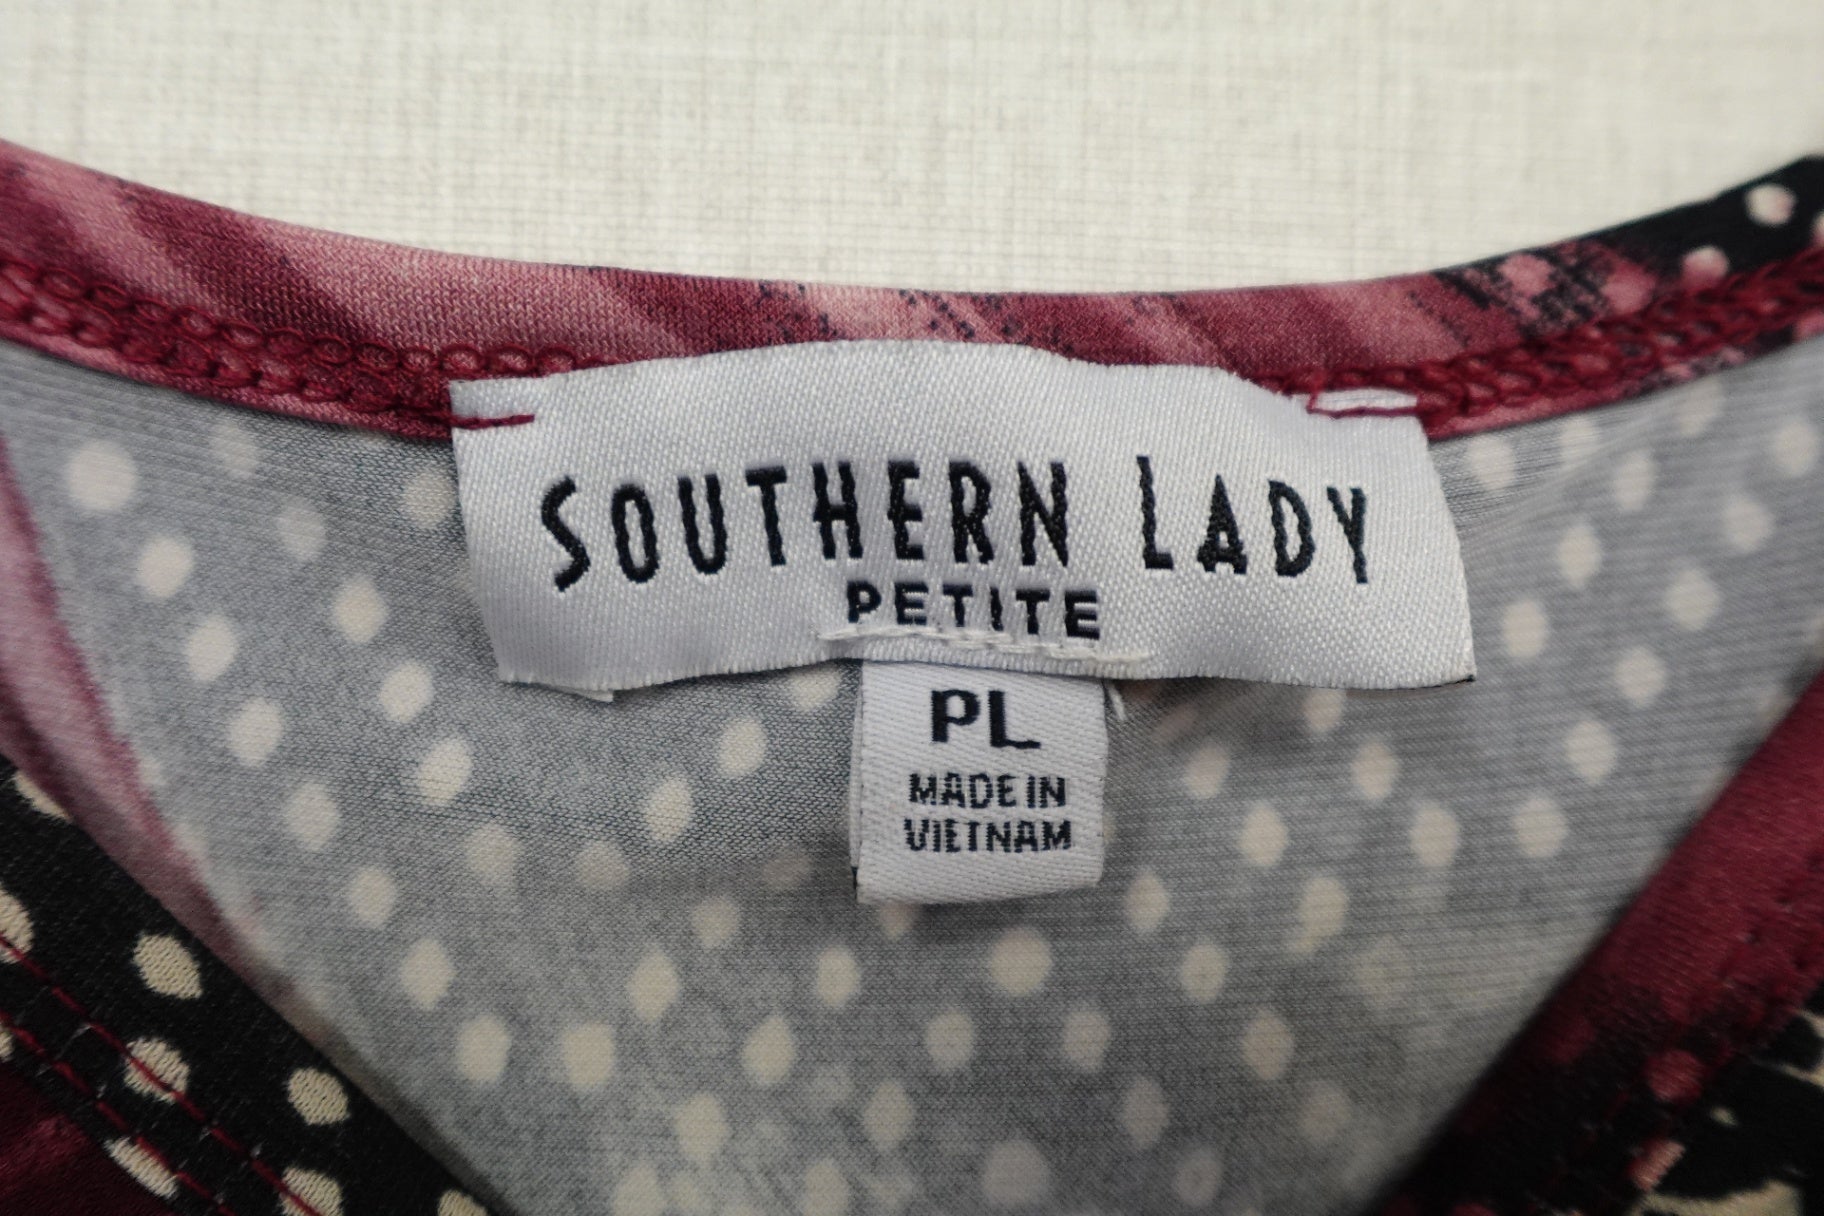 SOUTHERN LADY
PETITE
PL
MADE IN
VIETNAM